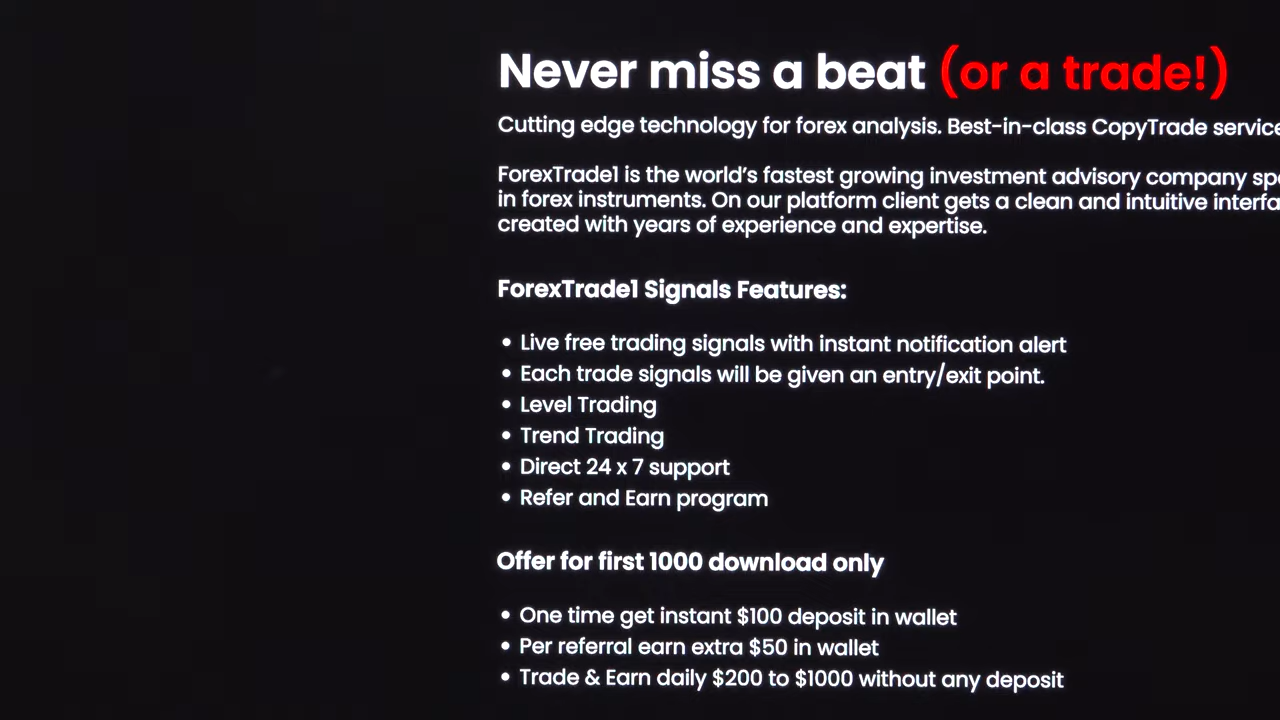 Never miss a beat (or a trade!)
Cutting edge technology for forex analysis. Best-in-class CopyTrade service
ForexTrade1 is the world's fastest growing investment advisory company
in forex instruments. On our platform client gets a clean and intuitive
created with years of experience and expertise.
ForexTrade1 Signals Features:
• Live free trading signals with instant notification alert
• Each trade signals will be given an entry/exit point.
• Level Trading
• Trend Trading
• Direct 24 x 7 support
• Refer and Earn program
Offer for first 1000 download only
• One time get instant $100 deposit in wallet
• Per referral earn extra $50 in wallet
• Trade & Earn daily $200 to $1000 without any deposit